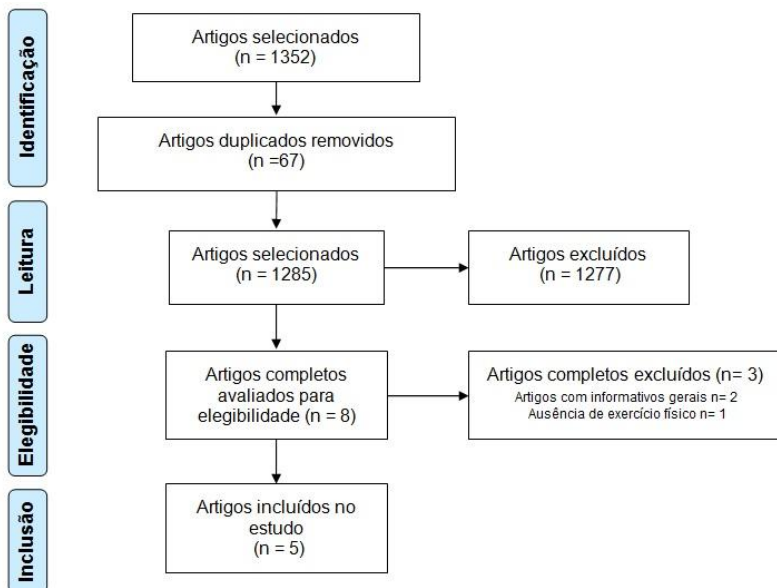 Identificação
Artigos selecionados
(n = 1352)
Artigos duplicados removidos
(n =67)
Leitura
Artigos selecionados
(n = 1285)
Artigos excluídos
(n = 1277)
Elegibilidade
Artigos completos
avaliados para
elegibilidade (n = 8)
Artigos completos excluídos (n= 3)
Artigos com informativos gerais n= 2
Ausência de exercício físico n= 1
Inclusão
Artigos incluídos no
estudo
(n = 5)